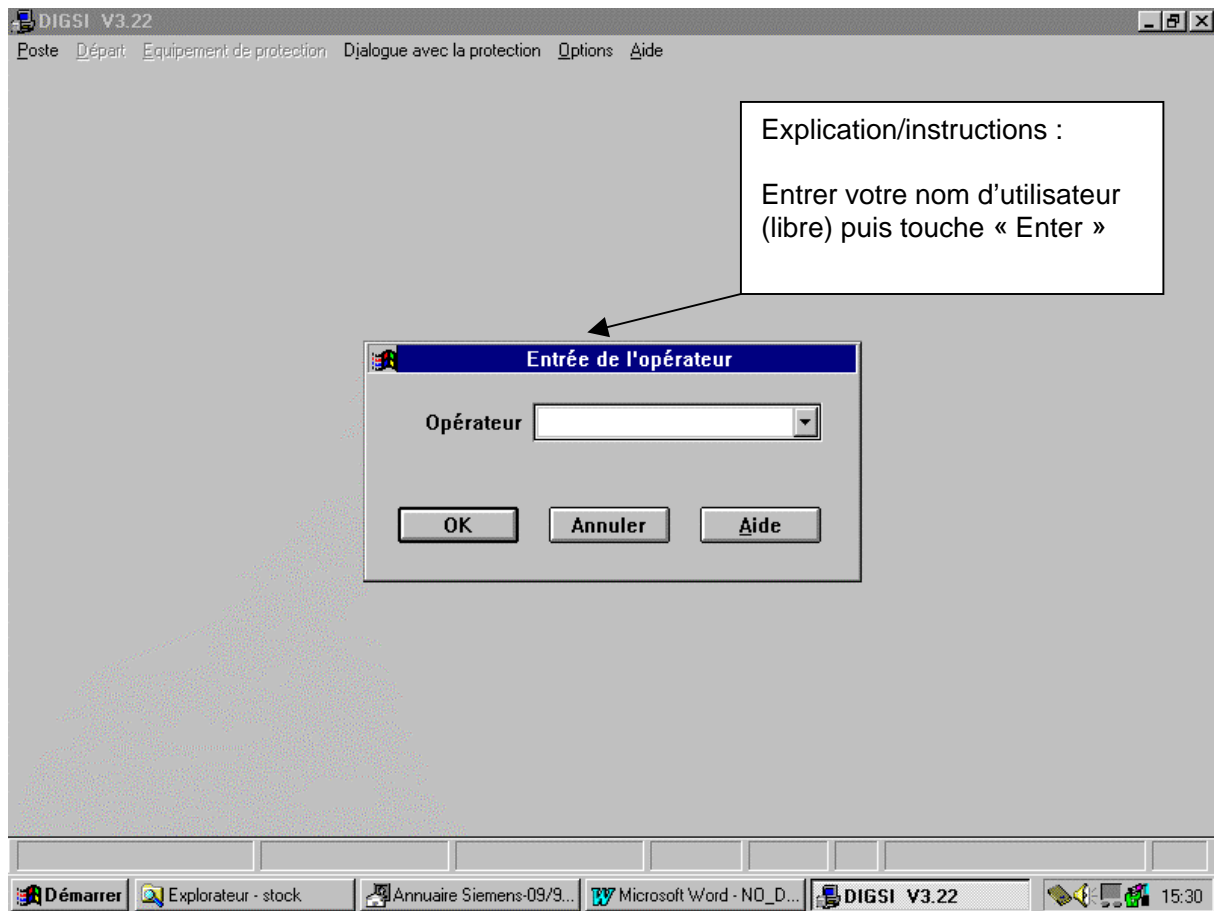 DIGSI V3.22
Poste Départ Equipement de protection Djalogue avec la protection Options Aide
Explication/instructions :
Entrer votre nom d’utilisateur
(libre) puis touche « Enter »
Entrée de l'opérateur
Opérateur
OK Annuler Aide
Démarrer Explorateur - stock Annuaire Siemens-09/9... Microsoft Word - NO_D... DIGSI V3.22 15:30